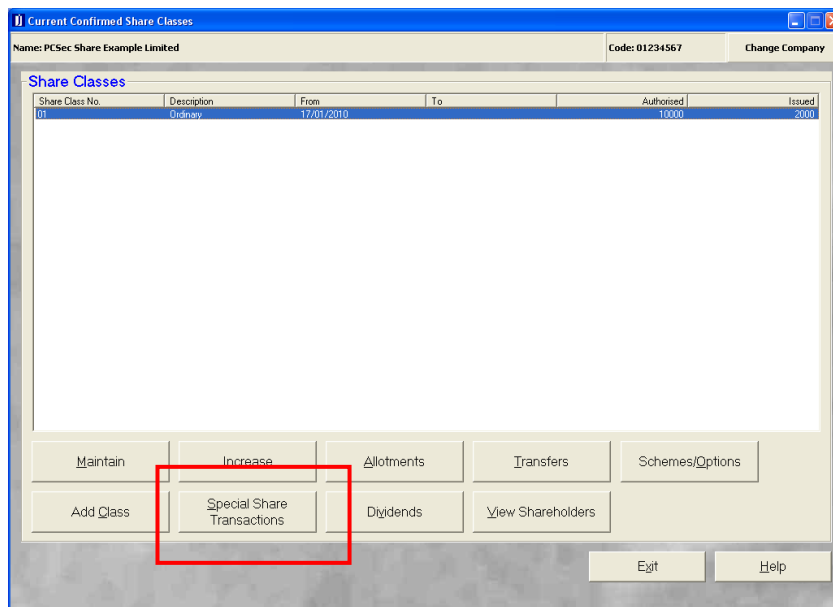 Current Confirmed Share Classes
Name: PCSec Share Example Limited Code: 01234567 Change Company
Share Classes
Share Class No. Description From To Authorised Issued
01 Ordinary 17/01/2010 10000 2000
Maintain Increase Allotments Transfers Schemes/Options
Add Class Special Share Transactions Dividends View Shareholders
Exit Help